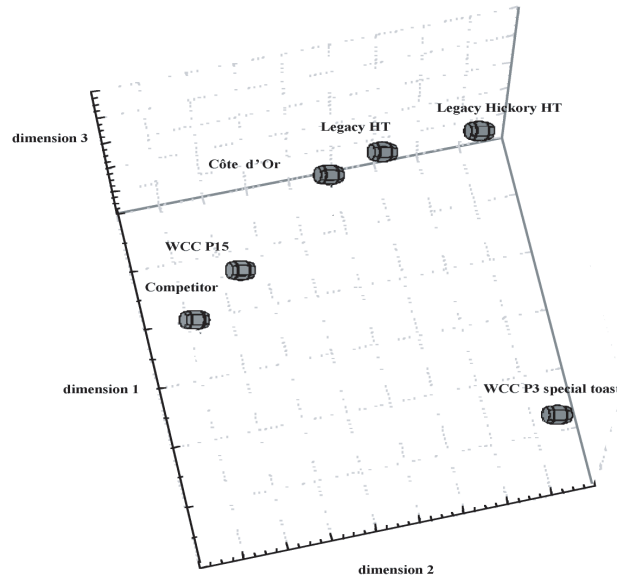 Legacy Hickory HT
Legacy HT
dimension 3
Côte d'Or
WCC P15
Competitor
dimension 1
WCC P3 special toast
dimension 2